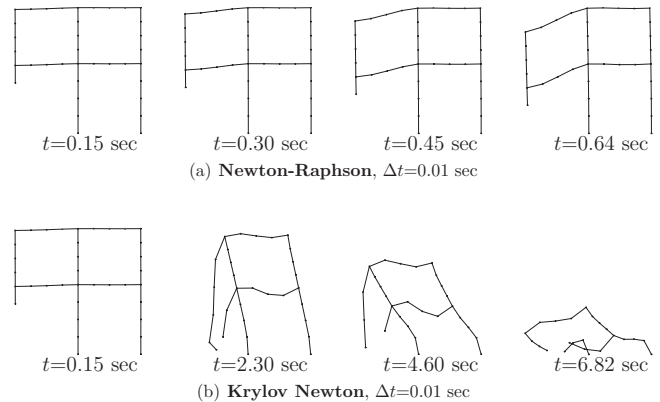 t=0.15 sec t=0.30 sec t=0.45 sec t=0.64 sec
(a) Newton-Raphson, Δt=0.01 sec
t=0.15 sec t=2.30 sec t=4.60 sec t=6.82 sec
(b) Krylov Newton, Δt=0.01 sec